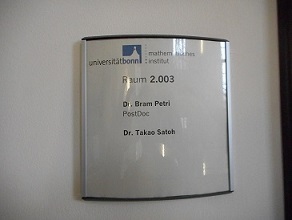 universitätbonn mathematisches
institut
Raum 2.003
Dr. Bram Petri
PostDoc
Dr. Takao Satoh